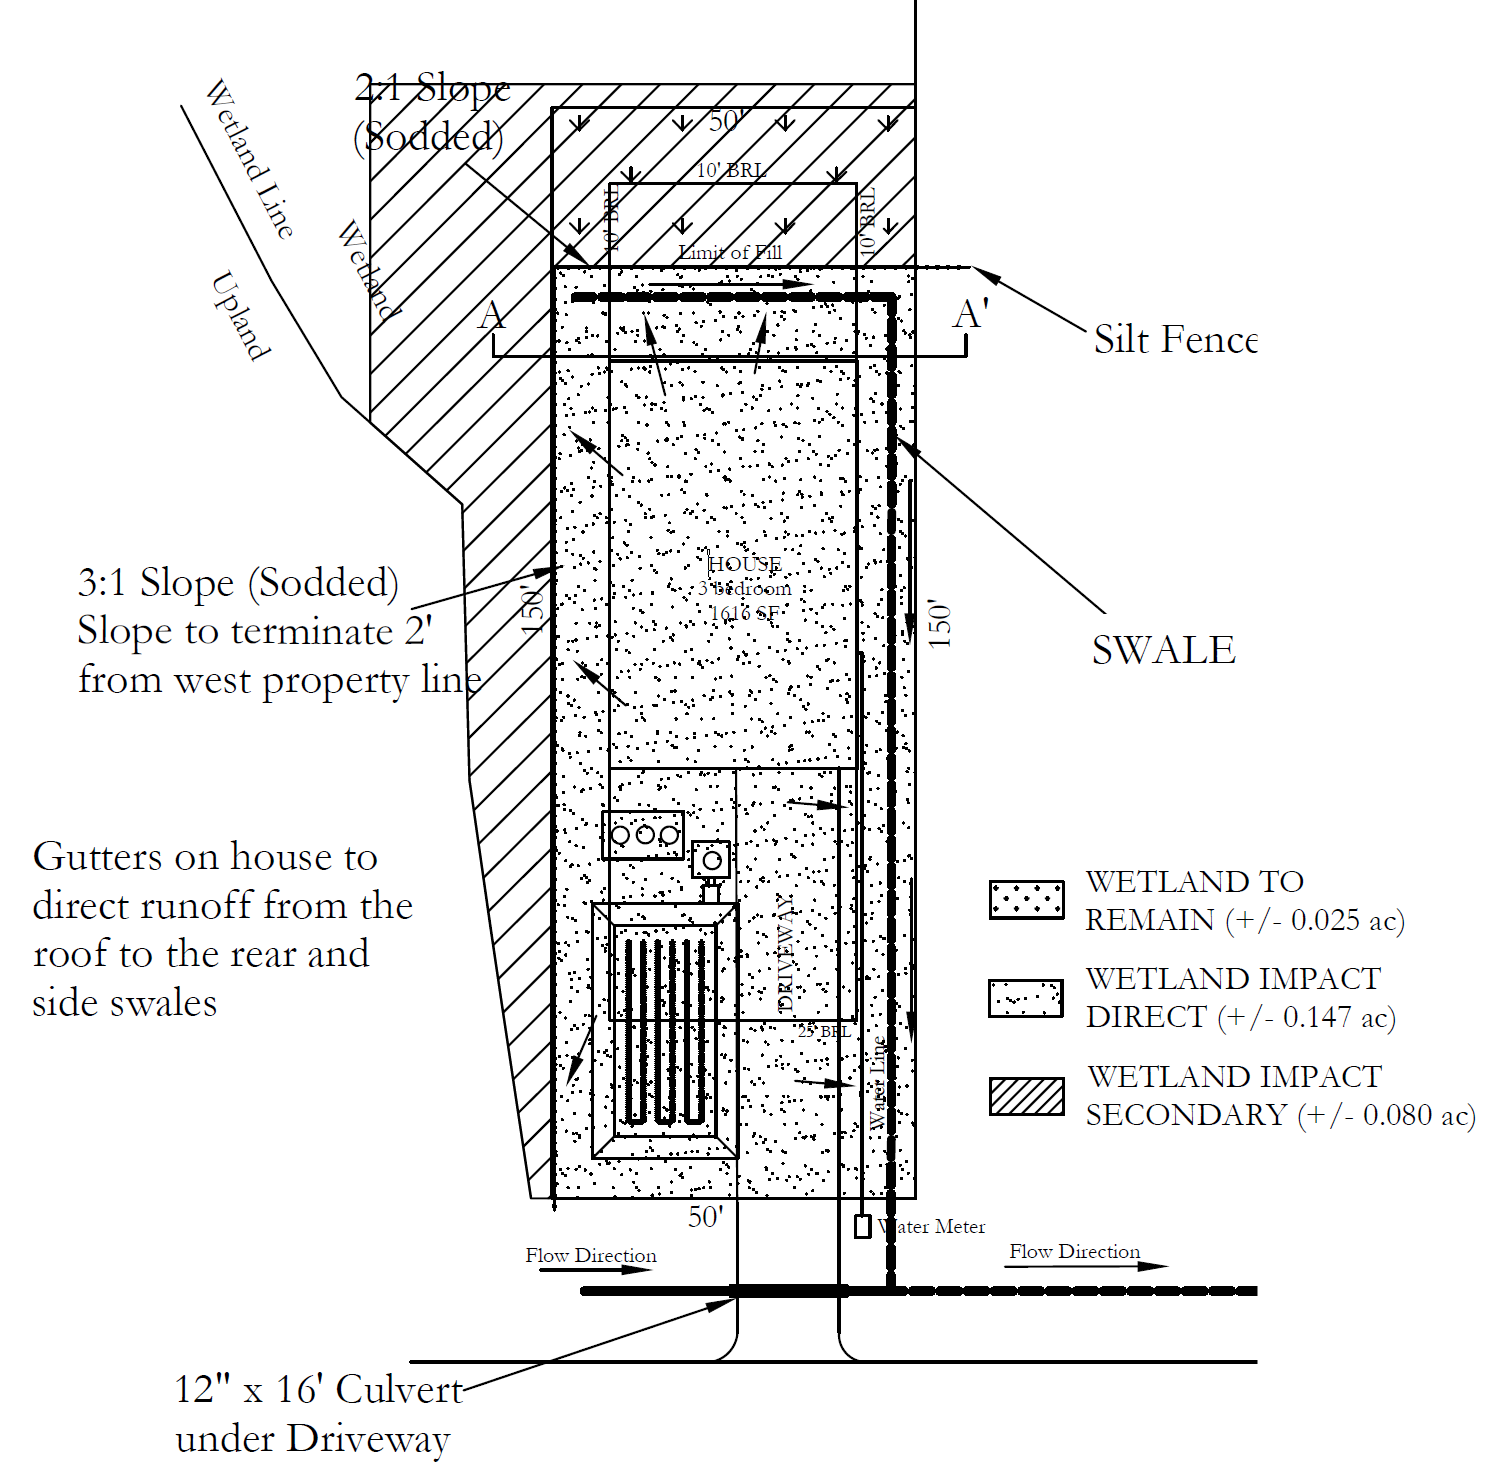 2:1 Slope
(Sodded)
Wetland Line
Wetland
Upland
50'
10' BRL
10' BRL
10' BRL
Limit of Fill
A
A'
Silt Fence
HOUSE
3 bedroom
1616 SF
3:1 Slope (Sodded)
Slope to terminate 2'
from west property line
150'
150'
SWALE
Gutters on house to
direct runoff from the
roof to the rear and
side swales
DRIVEWAY
25' BRL
Water Line
WETLAND TO
REMAIN (+/- 0.025 ac)
WETLAND IMPACT
DIRECT (+/- 0.147 ac)
WETLAND IMPACT
SECONDARY (+/- 0.080 ac)
50'
Water Meter
Flow Direction
Flow Direction
12" x 16' Culvert
under Driveway